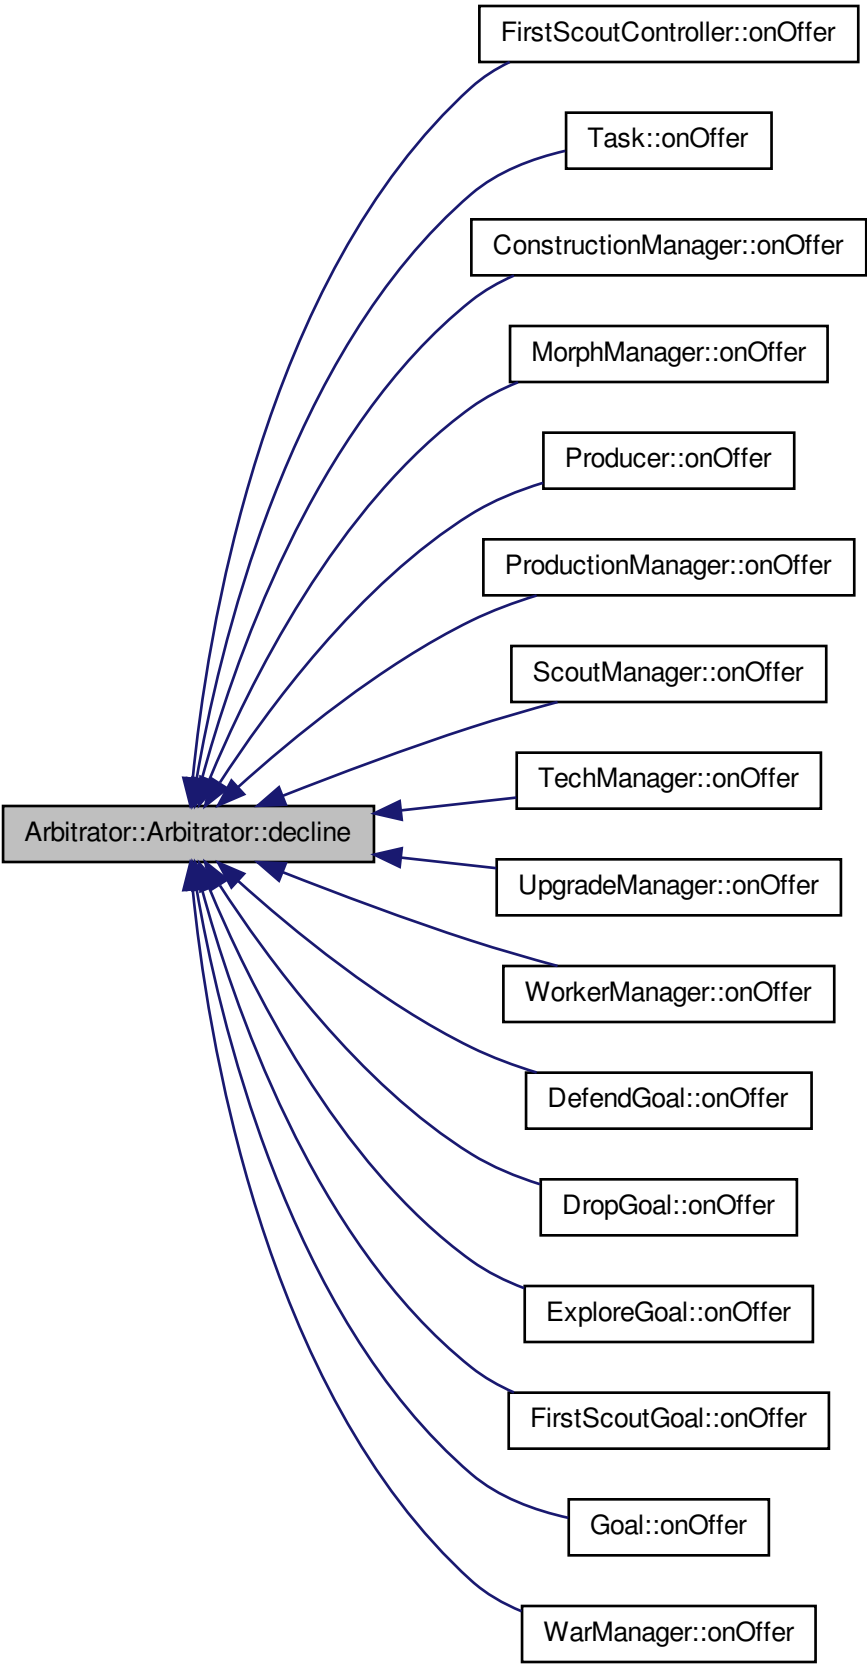 FirstScoutController::onOffer
Task::onOffer
ConstructionManager::onOffer
MorphManager::onOffer
Producer::onOffer
ProductionManager::onOffer
ScoutManager::onOffer
TechManager::onOffer
Arbitrator::Arbitrator::decline
UpgradeManager::onOffer
WorkerManager::onOffer
DefendGoal::onOffer
DropGoal::onOffer
ExploreGoal::onOffer
FirstScoutGoal::onOffer
Goal::onOffer
WarManager::onOffer